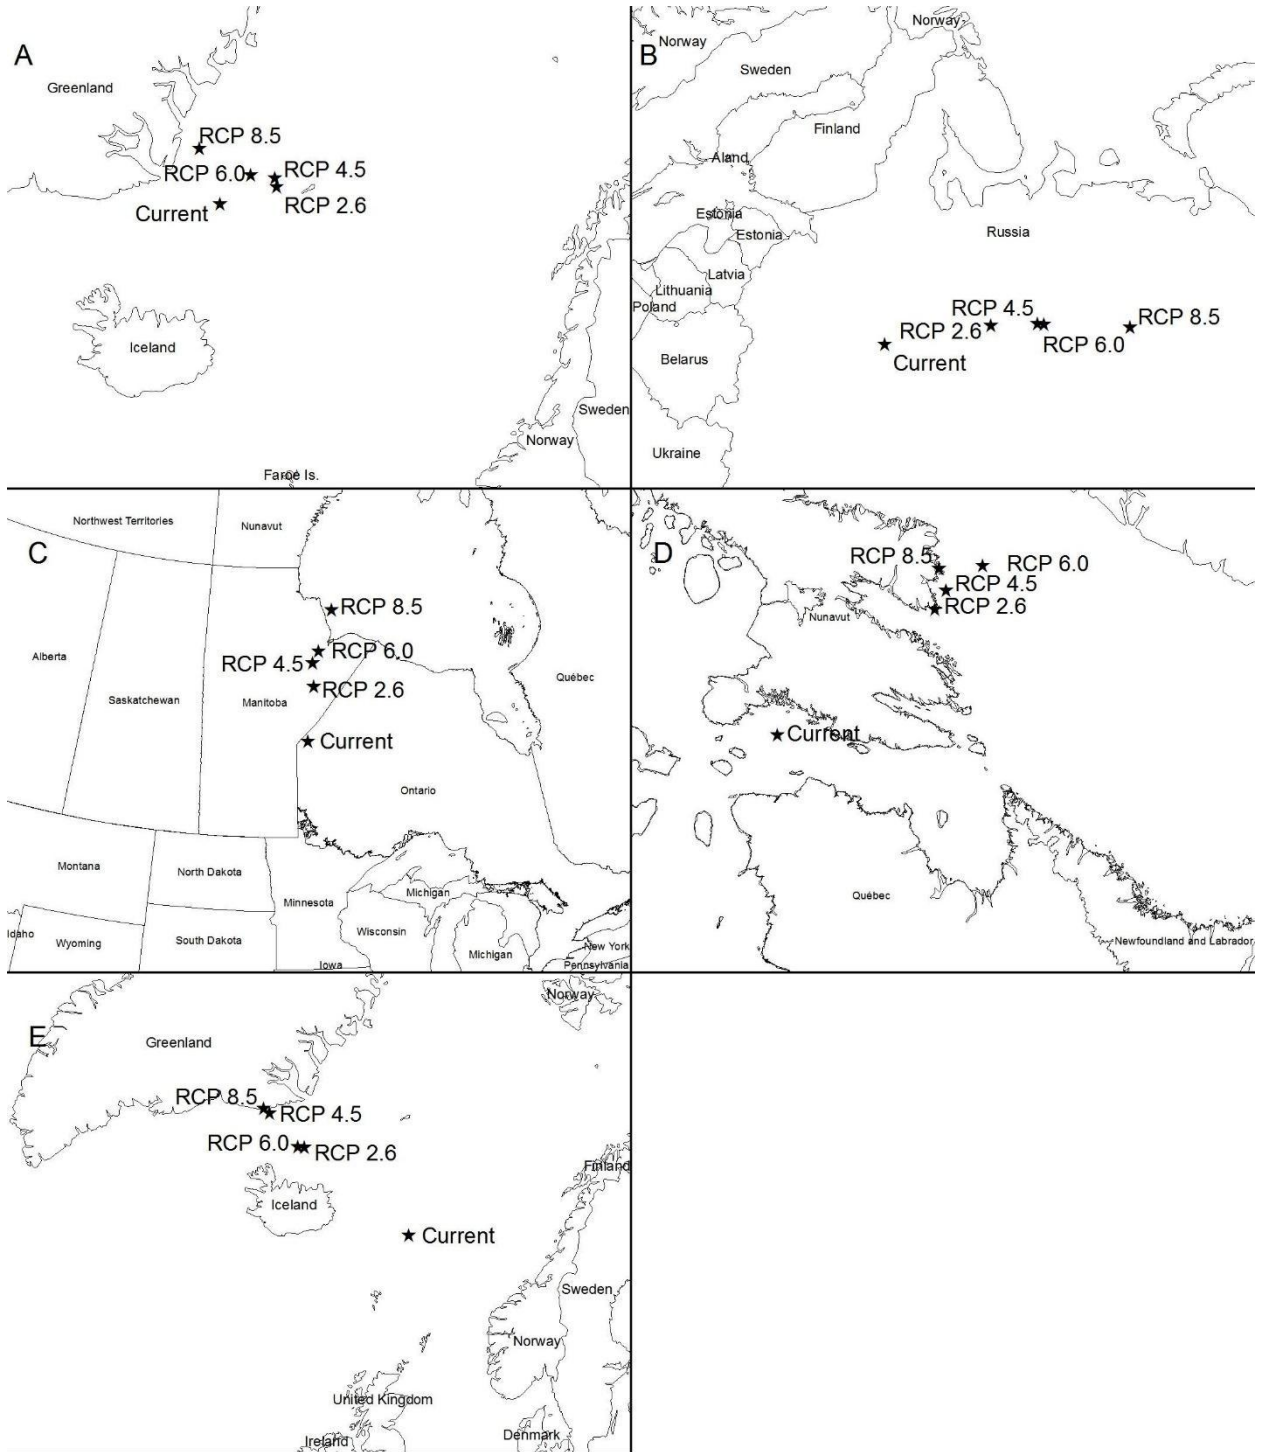 A
Greenland
RCP 8.5
RCP 6.0
RCP 4.5
RCP 2.6
Current
Iceland
Sweden
Norway
Faroe Is.
B
Norway
Norway
Sweden
Finland
Aland
Estonia
Estonia
Russia
Latvia
Lithuania
Poland
RCP 4.5
RCP 8.5
RCP 2.6
RCP 6.0
Belarus
Current
Ukraine
C
Northwest Territories
Nunavut
RCP 8.5
RCP 6.0
Alberta
RCP 4.5
Québec
RCP 2.6
Saskatchewan
Manitoba
Current
Ontario
Montana
North Dakota
Michigan
Minnesota
Idaho
Wyoming
South Dakota
Wisconsin
Michigan
New York
Iowa
Pennsylvania
D
RCP 8.5
RCP 6.0
RCP 4.5
RCP 2.6
Nunavut
Current
Québec
Newfoundland and Labrador
E
Norway
Greenland
RCP 8.5
RCP 4.5
RCP 6.0
RCP 2.6
Finland
Iceland
Current
Sweden
Norway
United Kingdom
Denmark
Ireland